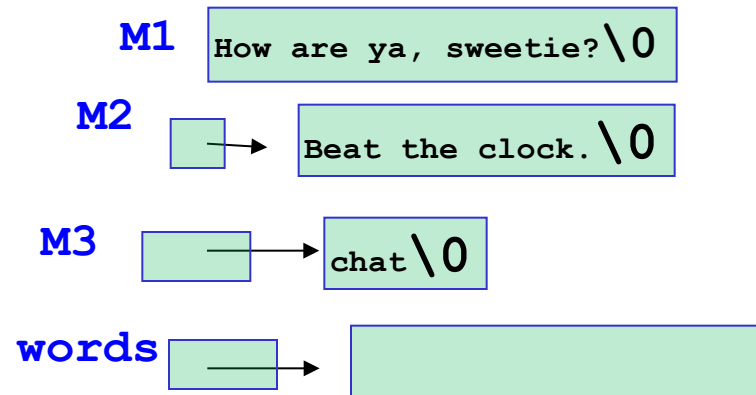 M1 How are ya, sweetie?\0
M2 Beat the clock.\0
M3 chat\0
words